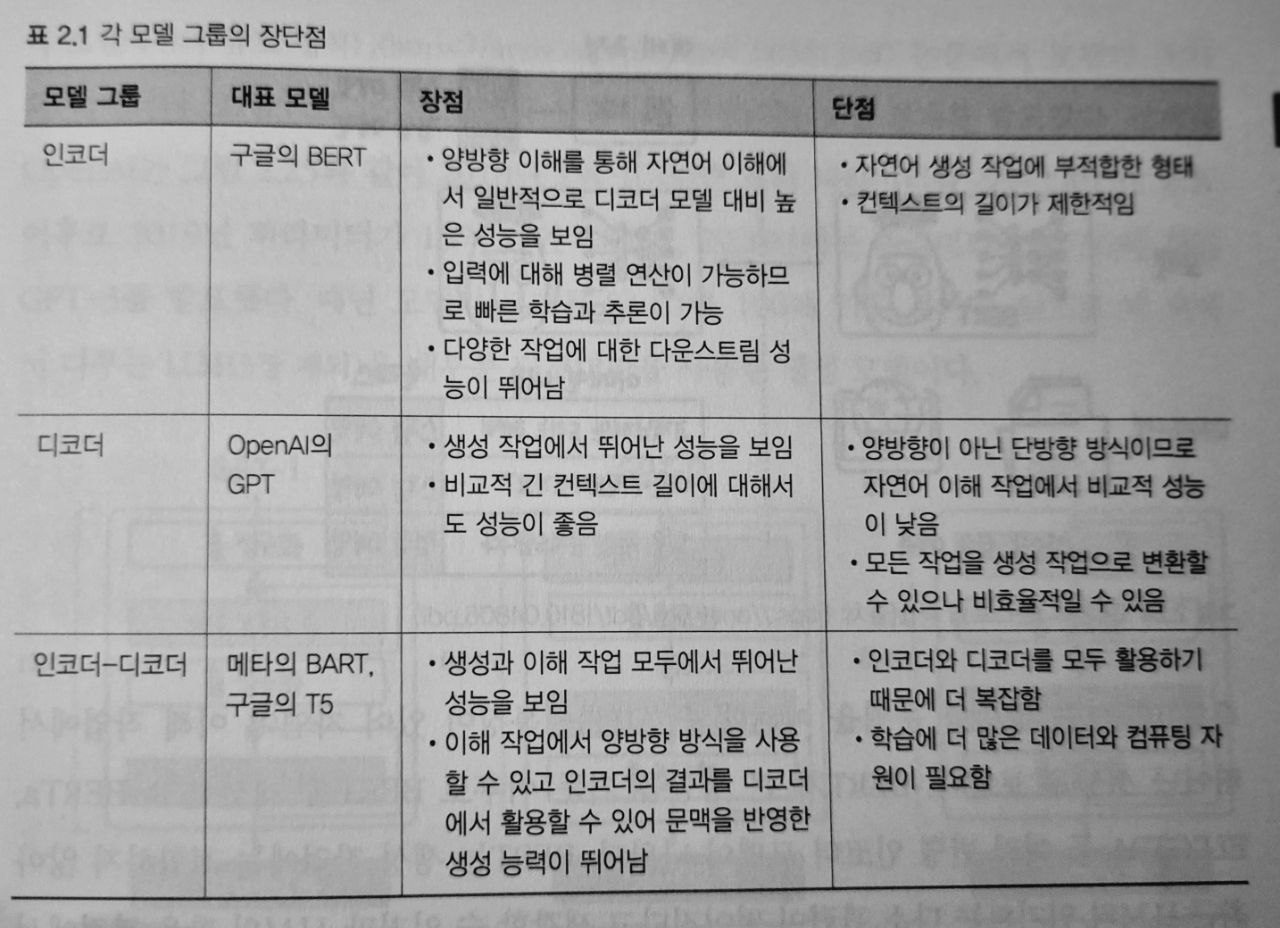 표 2.1 각 모델 그룹의 장단점
모델 그룹 대표 모델 장점 단점
인코더
구글의 BERT
• 양방향 이해를 통해 자연어 이해에
서 일반적으로 디코더 모델 대비 높
은 성능을 보임
• 입력에 대해 병렬 연산이 가능하므
로 빠른 학습과 추론이 가능
• 다양한 작업에 대한 다운스트림 성
능이 뛰어남
• 자연어 생성 작업에 부적합한 형태
• 컨텍스트의 길이가 제한적임
디코더
OpenAI의
GPT
• 생성 작업에서 뛰어난 성능을 보임
• 비교적 긴 컨텍스트 길이에 대해서
도 성능이 좋음
• 양방향이 아닌 단방향 방식이므로
자연어 이해 작업에서 비교적 성능
이 낮음
• 모든 작업을 생성 작업으로 변환할
수 있으나 비효율적일 수 있음
인코더-디코더
메타의 BART,
구글의 T5
• 생성과 이해 작업 모두에서 뛰어난
성능을 보임
• 이해 작업에서 양방향 방식을 사용
할 수 있고 인코더의 결과를 디코더
에서 활용할 수 있어 문맥을 반영한
생성 능력이 뛰어남
• 인코더와 디코더를 모두 활용하기
때문에 더 복잡함
• 학습에 더 많은 데이터와 컴퓨팅 자
원이 필요함